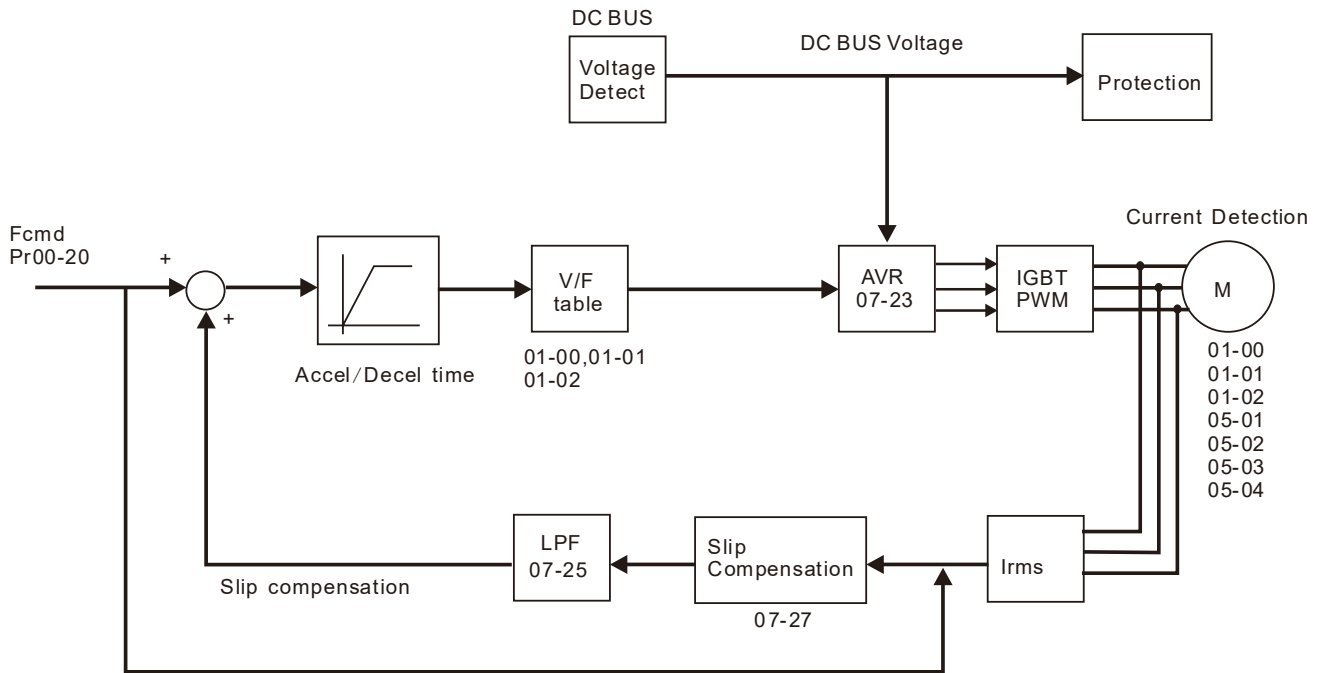 DC BUS
Voltage
Detect
DC BUS Voltage
Protection
Fcmd
Pr00-20
+
+
Accel/Decel time
V/F
table
01-00,01-01
01-02
AVR
07-23
IGBT
PWM
Current Detection
M
01-00
01-01
01-02
05-01
05-02
05-03
05-04
Slip compensation
LPF
07-25
Slip
Compensation
07-27
Irms